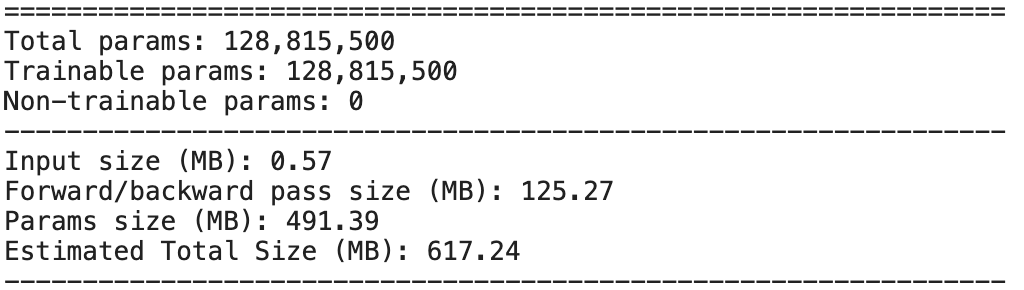 ================================================================
Total params: 128,815,500
Trainable params: 128,815,500
Non-trainable params: 0
----------------------------------------------------------------
Input size (MB): 0.57
Forward/backward pass size (MB): 125.27
Params size (MB): 491.39
Estimated Total Size (MB): 617.24
----------------------------------------------------------------